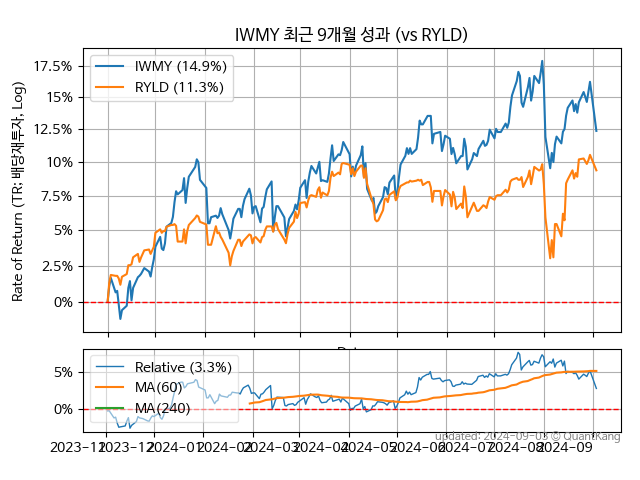 IWMY 최근 9개월 성과 (vs RYLD)
Rate of Return (TR: 배당재투자, Log)
17.5%
15%
12.5%
10%
7.5%
5%
2.5%
0%
IWMY (14.9%)
RYLD (11.3%)
5%
0%
Relative (3.3%)
MA(60)
MA(240)
updated: 2024-09-03 © QuantKang
2023-11
2023-12
2024-01
2024-02
2024-03
2024-04
2024-05
2024-06
2024-07
2024-08
2024-09